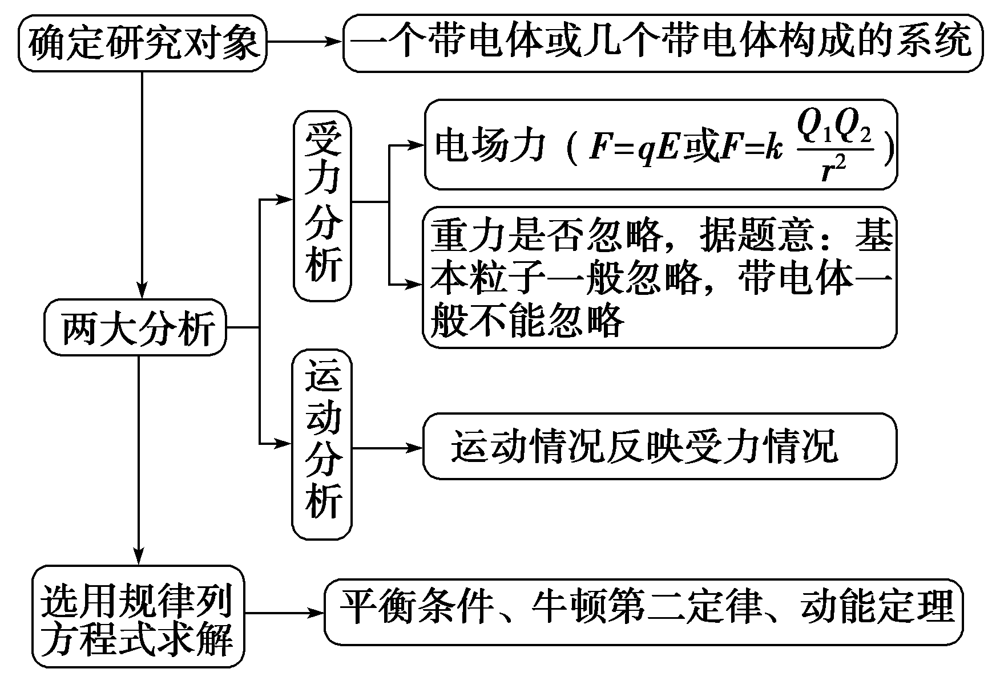 确定研究对象
一个带电体或几个带电体构成的系统
两大分析
受力分析
电场力（F=qE或F=k Q₁Q₂/r²）
重力是否忽略，据题意：基
本粒子一般忽略，带电体一
般不能忽略
运动分析
运动情况反映受力情况
选用规律列
方程式求解
平衡条件、牛顿第二定律、动能定理